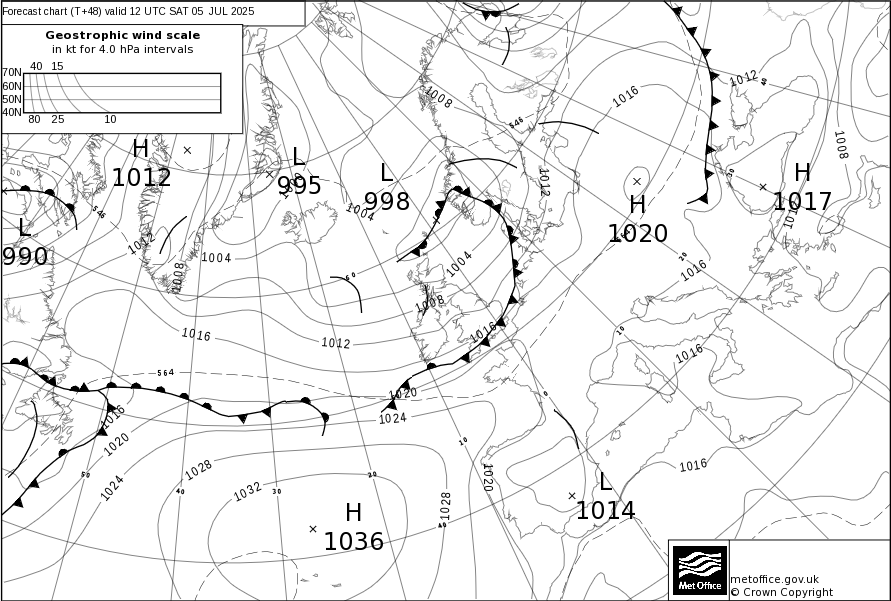 Forecast chart (T+48) valid 12 UTC SAT 05 JUL 2025
Geostrophic wind scale
in kt for 4.0 hPa intervals
40 15
70N
60N
50N
40N
80 25 10
H
1012
L
995
L
998
H
1020
H
1017
L
990
H
1036
L
1014
1008
1016
1012
1008
546
1012
1004
546
1012
1008
1004
1004
1008
1016
1016
1012
1016
1016
564
1020
1024
1016
1020
1024
1028
1032
1028
1020
1016
50
40
30
20
10
0
10
20
30
40
40
60
metoffice.gov.uk
© Crown Copyright
Met Office